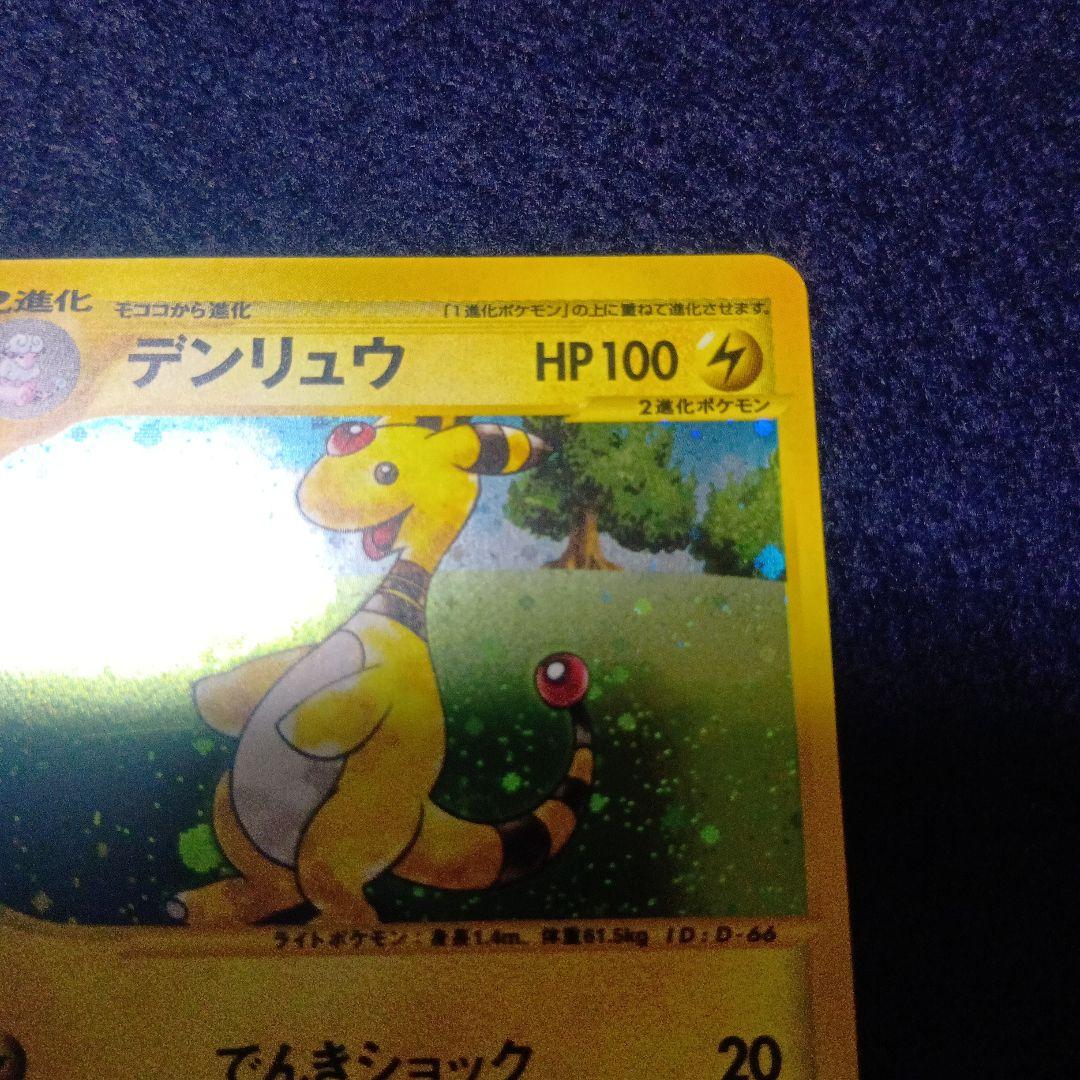 2進化 モココから進化 「1進化ポケモン」の上に重ねて進化させます。
デンリュウ HP100
2進化ポケモン
ライトポケモン：身長1.4m、体重61.5kg ID:D-66
でんきショック 20